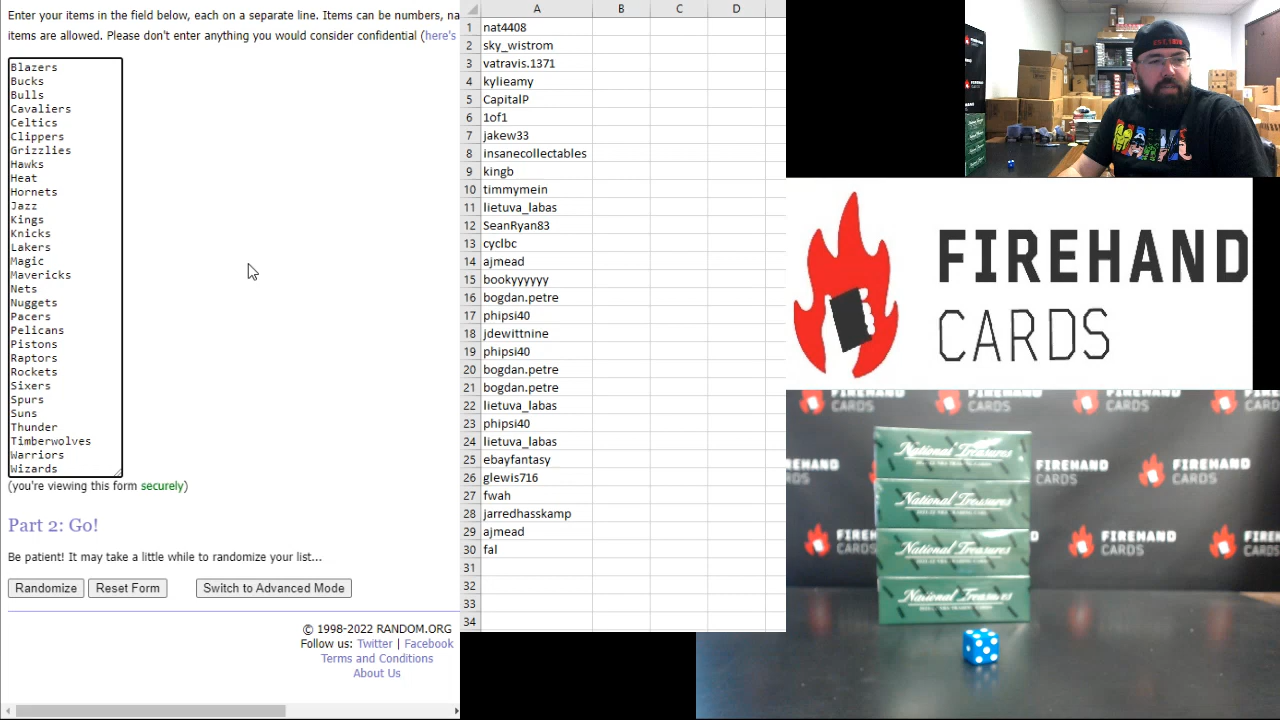 Enter your items in the field below, each on a separate line. Items can be numbers, na
items are allowed. Please don't enter anything you would consider confidential (here's
Blazers
Bucks
Bulls
Cavaliers
Celtics
Clippers
Grizzlies
Hawks
Heat
Hornets
Jazz
Kings
Knicks
Lakers
Magic
Mavericks
Nets
Nuggets
Pacers
Pelicans
Pistons
Raptors
Rockets
Sixers
Spurs
Suns
Thunder
Timberwolves
Warriors
Wizards
(you're viewing this form securely)
Part 2: Go!
Be patient! It may take a little while to randomize your list...
Randomize Reset Form Switch to Advanced Mode
© 1998-2022 RANDOM.ORG
Follow us: Twitter | Facebook
Terms and Conditions
About Us
A B C D
1 nat4408
2 sky_wistrom
3 vatravis.1371
4 kylieamy
5 CapitalP
6 1of1
7 jakew33
8 insanecollectables
9 kingb
10 timmymein
11 lietuva_labas
12 SeanRyan83
13 cyclbc
14 ajmead
15 bookyyyyyy
16 bogdan.petre
17 phipsi40
18 jdewittnine
19 phipsi40
20 bogdan.petre
21 bogdan.petre
22 lietuva_labas
23 phipsi40
24 lietuva_labas
25 ebayfantasy
26 glewis716
27 fwah
28 jarredhasskamp
29 ajmead
30 fal
31
32
33
34
FIREHAND
CARDS
National Treasures
National Treasures
National Treasures
National Treasures
FIREHAND
CARDS
FIREHAND
CARDS
FIREHAND
CARDS